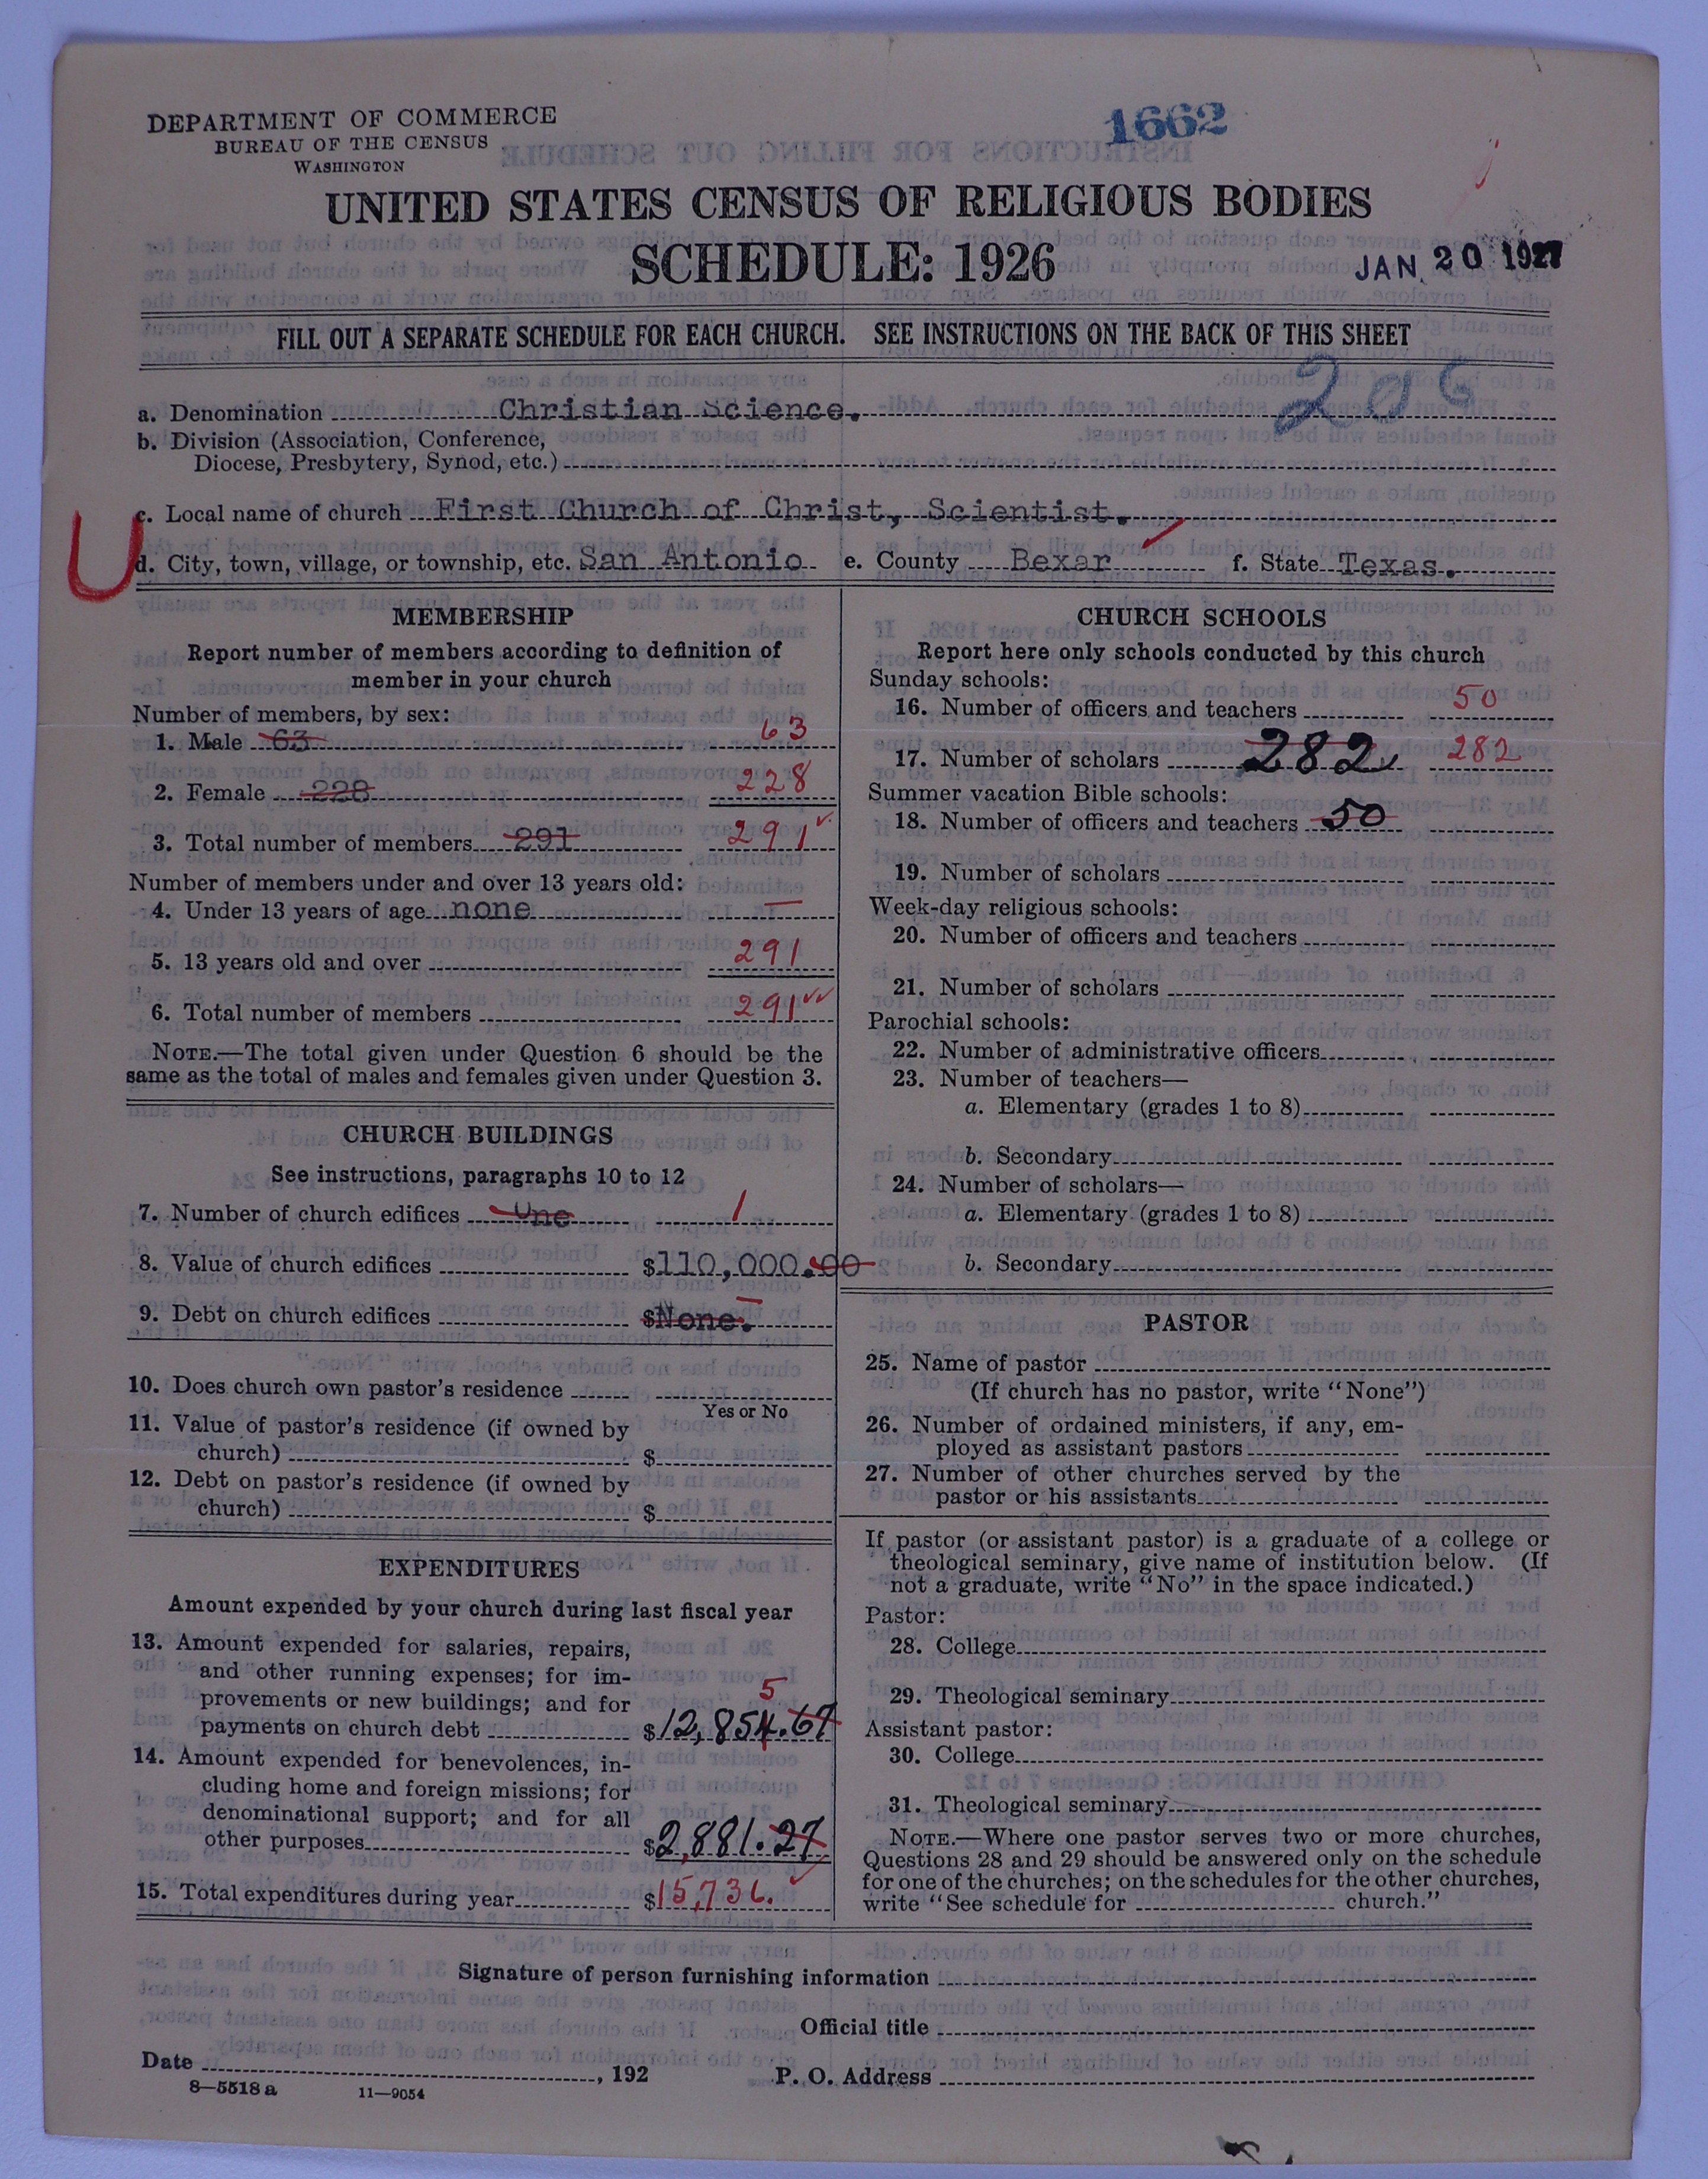 DEPARTMENT OF COMMERCE
BUREAU OF THE CENSUS
WASHINGTON
1662
UNITED STATES CENSUS OF RELIGIOUS BODIES
SCHEDULE: 1926
JAN 20 1927
FILL OUT A SEPARATE SCHEDULE FOR EACH CHURCH. SEE INSTRUCTIONS ON THE BACK OF THIS SHEET
a. Denomination Christian Science.
b. Division (Association, Conference,
Diocese, Presbytery, Synod, etc.)
c. Local name of church First Church of Christ, Scientist.
U
d. City, town, village, or township, etc. San Antonio e. County Bexar f. State Texas.
MEMBERSHIP
Report number of members according to definition of
member in your church
Number of members, by sex:
1. Male 63 63
2. Female 228 228
3. Total number of members 291 291
Number of members under and over 13 years old:
4. Under 13 years of age none —
5. 13 years old and over 291
6. Total number of members 291
NOTE.—The total given under Question 6 should be the
same as the total of males and females given under Question 3.
CHURCH BUILDINGS
See instructions, paragraphs 10 to 12
7. Number of church edifices One 1
8. Value of church edifices $110,000.00
9. Debt on church edifices $None. —
10. Does church own pastor's residence
Yes or No
11. Value of pastor's residence (if owned by
church) $
12. Debt on pastor's residence (if owned by
church) $
EXPENDITURES
Amount expended by your church during last fiscal year
13. Amount expended for salaries, repairs,
and other running expenses; for im-
provements or new buildings; and for
5
payments on church debt $12,854.67
14. Amount expended for benevolences, in-
cluding home and foreign missions; for
denominational support; and for all
other purposes $2,881.27
15. Total expenditures during year $15,736.
CHURCH SCHOOLS
Report here only schools conducted by this church
Sunday schools:
16. Number of officers and teachers 50
17. Number of scholars 282 282
Summer vacation Bible schools:
18. Number of officers and teachers 50
19. Number of scholars
Week-day religious schools:
20. Number of officers and teachers
21. Number of scholars
Parochial schools:
22. Number of administrative officers
23. Number of teachers—
a. Elementary (grades 1 to 8)
b. Secondary
24. Number of scholars—
a. Elementary (grades 1 to 8)
b. Secondary
PASTOR
25. Name of pastor
(If church has no pastor, write "None")
26. Number of ordained ministers, if any, em-
ployed as assistant pastors
27. Number of other churches served by the
pastor or his assistants
If pastor (or assistant pastor) is a graduate of a college or
theological seminary, give name of institution below. (If
not a graduate, write "No" in the space indicated.)
Pastor:
28. College
29. Theological seminary
Assistant pastor:
30. College
31. Theological seminary
NOTE.—Where one pastor serves two or more churches,
Questions 28 and 29 should be answered only on the schedule
for one of the churches; on the schedules for the other churches,
write "See schedule for church."
Signature of person furnishing information
Official title
Date , 192
P. O. Address
8—5518 a 11—9054